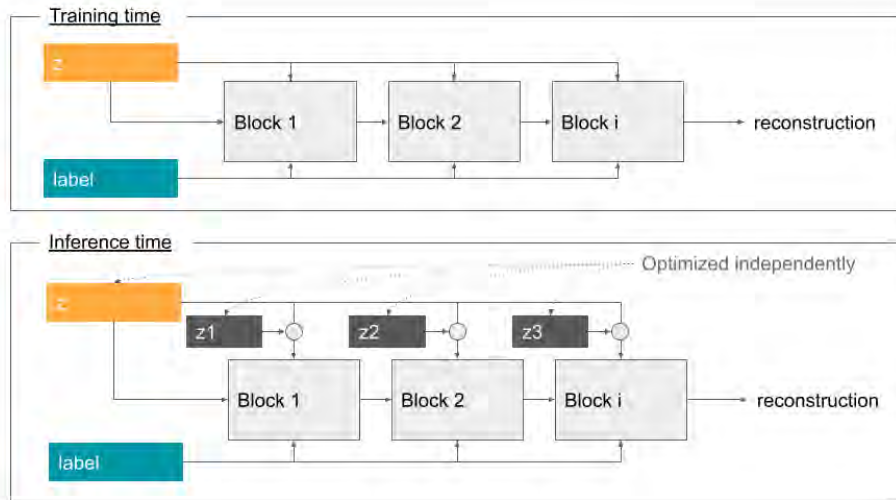 Training time
z
Block 1
Block 2
Block i
reconstruction
label
Inference time
Optimized independently
z
z1
z2
z3
Block 1
Block 2
Block i
reconstruction
label